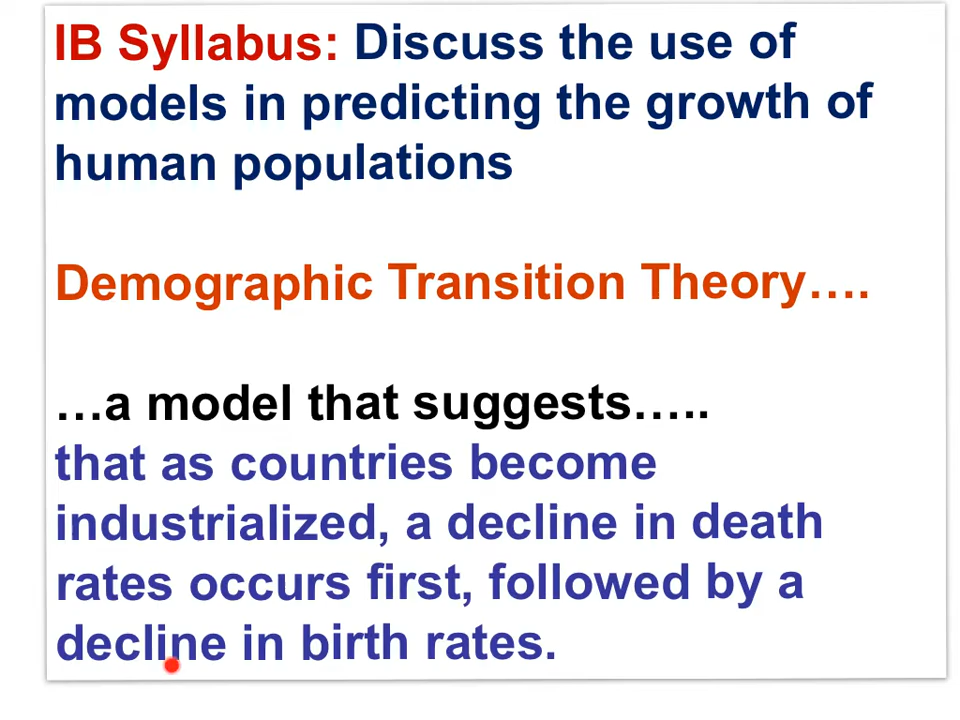 IB Syllabus: Discuss the use of
models in predicting the growth of
human populations
Demographic Transition Theory….
…a model that suggests…..
that as countries become
industrialized, a decline in death
rates occurs first, followed by a
decline in birth rates.